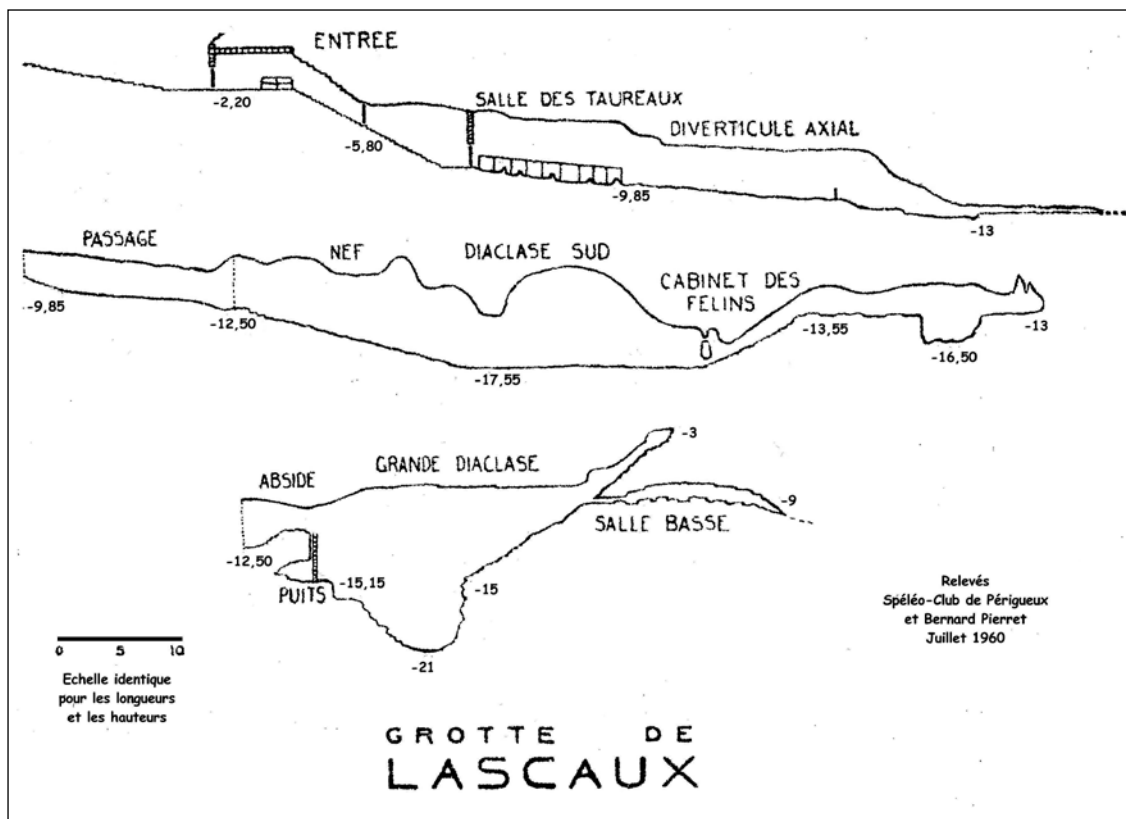 ENTREE
-2,20
SALLE DES TAUREAUX
-5,80
DIVERTICULE AXIAL
-9,85
-13
PASSAGE
NEF
DIACLASE SUD
CABINET DES
FELINS
-9,85
-12,50
-13,55
-13
-16,50
-17,55
-3
GRANDE DIACLASE
ABSIDE
-9
SALLE BASSE
-12,50
-15,15
-15
PUITS
-21
Relevés
Spéléo-Club de Périgueux
et Bernard Pierret
Juillet 1960
0 5 10
Echelle identique
pour les longueurs
et les hauteurs
GROTTE DE
LASCAUX